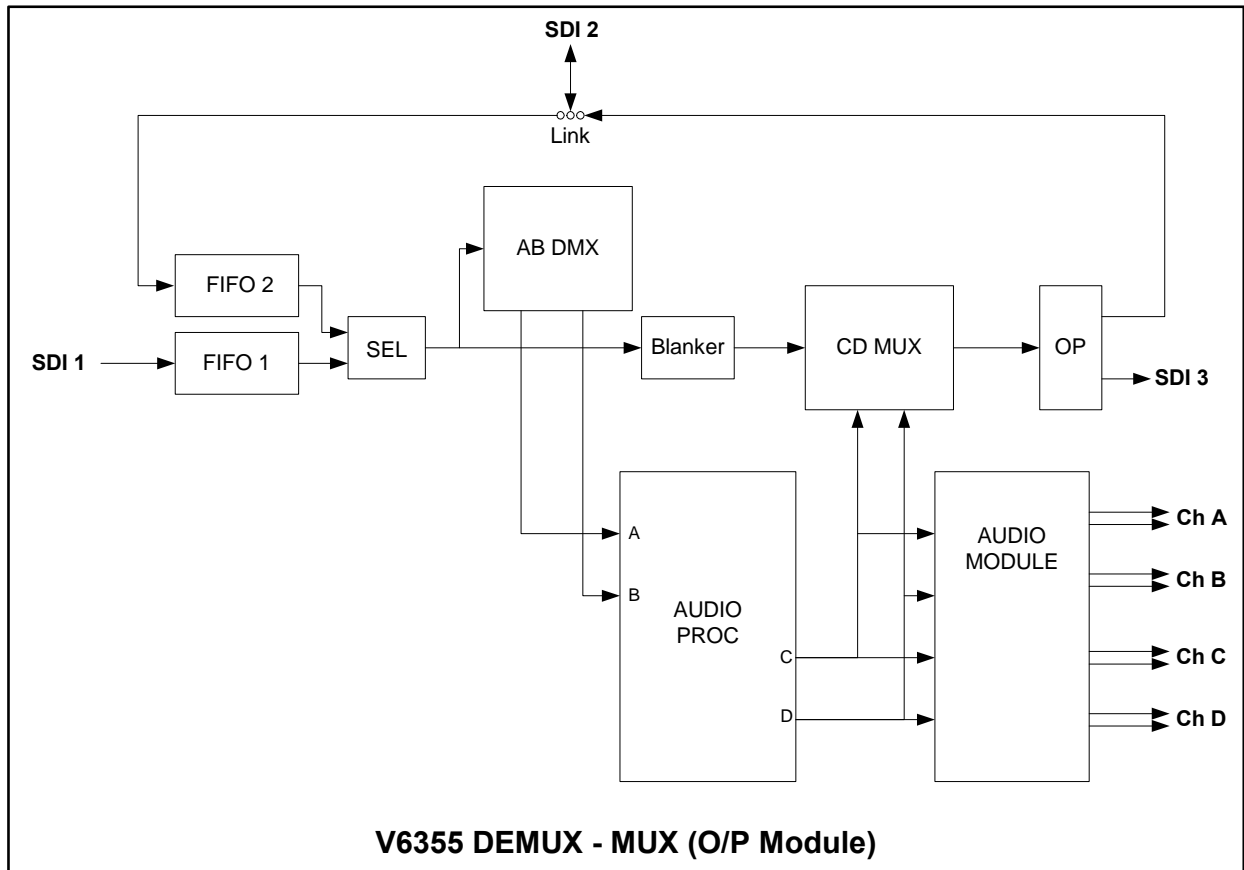 SDI 2
Link
AB DMX
FIFO 2
SEL
Blanker
CD MUX
OP
SDI 1
FIFO 1
SDI 3
A
B
AUDIO
PROC
C
D
AUDIO
MODULE
Ch A
Ch B
Ch C
Ch D
V6355 DEMUX - MUX (O/P Module)